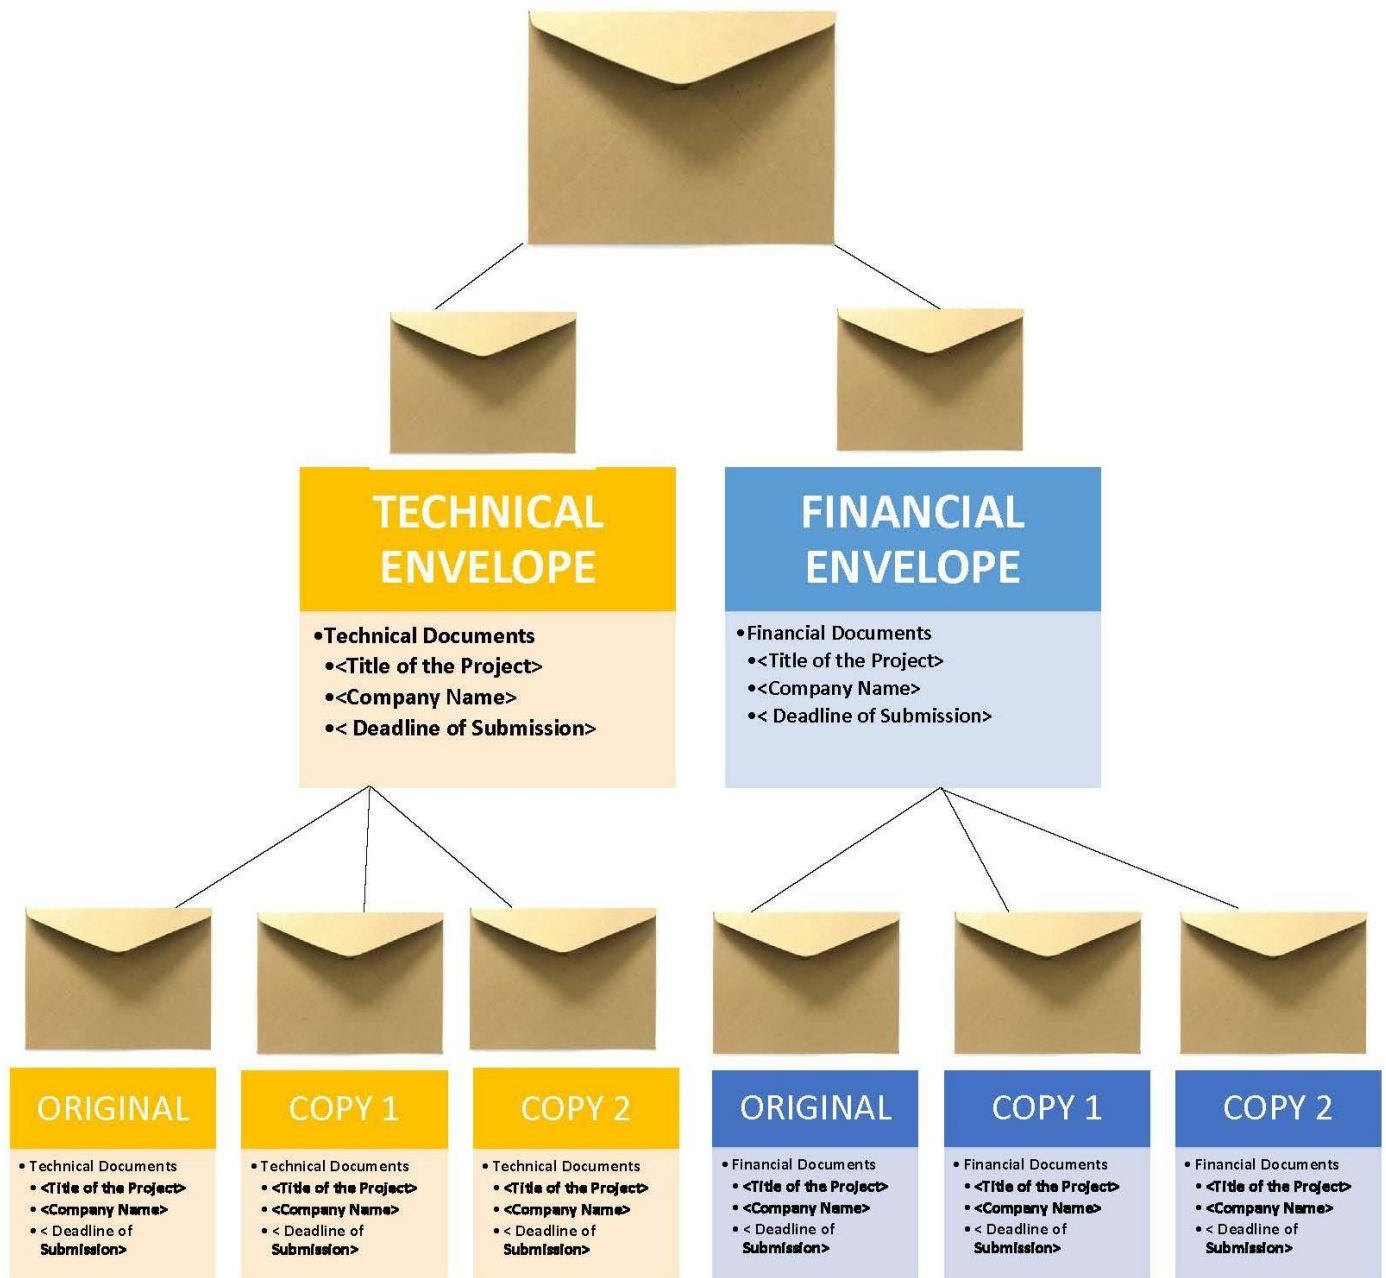 TECHNICAL
ENVELOPE
•Technical Documents
•<Title of the Project>
•<Company Name>
•< Deadline of Submission>
FINANCIAL
ENVELOPE
•Financial Documents
•<Title of the Project>
•<Company Name>
•< Deadline of Submission>
ORIGINAL
• Technical Documents
• <Title of the Project>
• <Company Name>
• < Deadline of
Submission>
COPY 1
• Technical Documents
• <Title of the Project>
• <Company Name>
• < Deadline of
Submission>
COPY 2
• Technical Documents
• <Title of the Project>
• <Company Name>
• < Deadline of
Submission>
ORIGINAL
• Financial Documents
• <Title of the Project>
• <Company Name>
• < Deadline of
Submission>
COPY 1
• Financial Documents
• <Title of the Project>
• <Company Name>
• < Deadline of
Submission>
COPY 2
• Financial Documents
• <Title of the Project>
• <Company Name>
• < Deadline of
Submission>